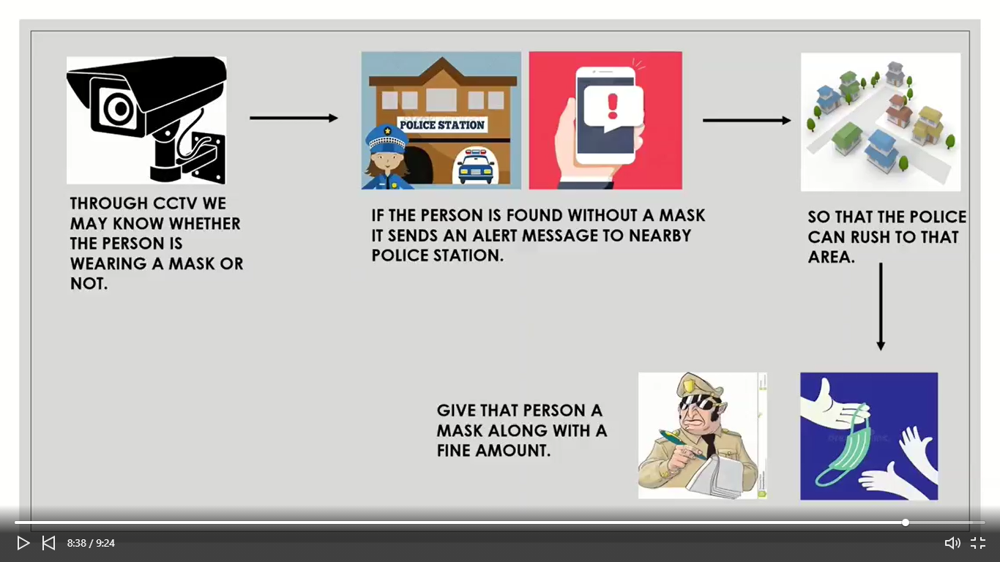 POLICE STATION
THROUGH CCTV WE
MAY KNOW WHETHER
THE PERSON IS
WEARING A MASK OR
NOT.
IF THE PERSON IS FOUND WITHOUT A MASK
IT SENDS AN ALERT MESSAGE TO NEARBY
POLICE STATION.
SO THAT THE POLICE
CAN RUSH TO THAT
AREA.
GIVE THAT PERSON A
MASK ALONG WITH A
FINE AMOUNT.
8:38 / 9:24